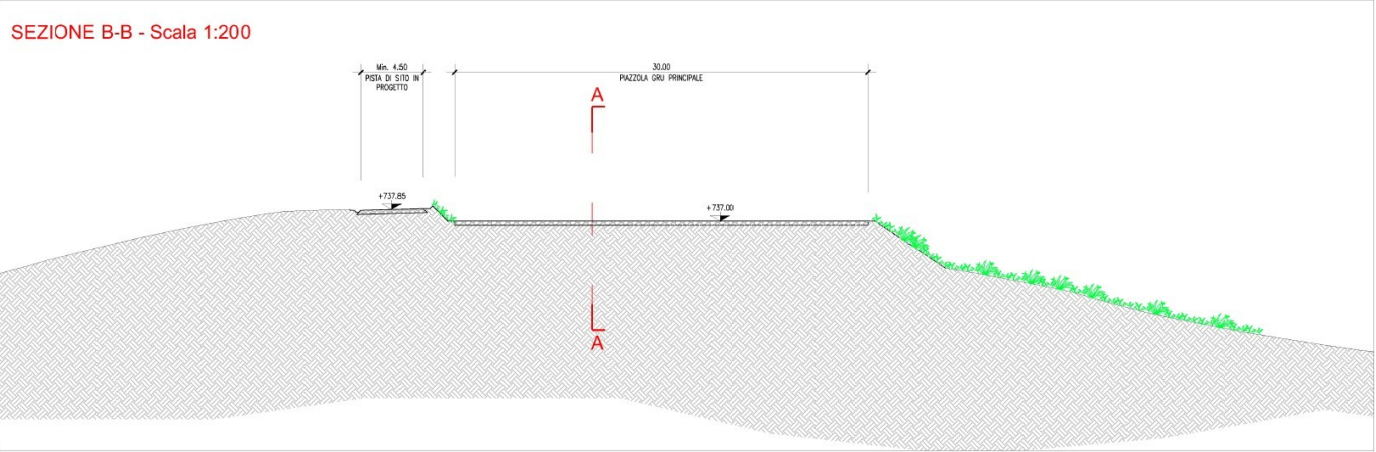 SEZIONE B-B - Scala 1:200
Min. 4.50
PISTA DI SITO IN
PROGETTO
30.00
PIAZZOLA GRU PRINCIPALE
A
+737.85
+737.00
A